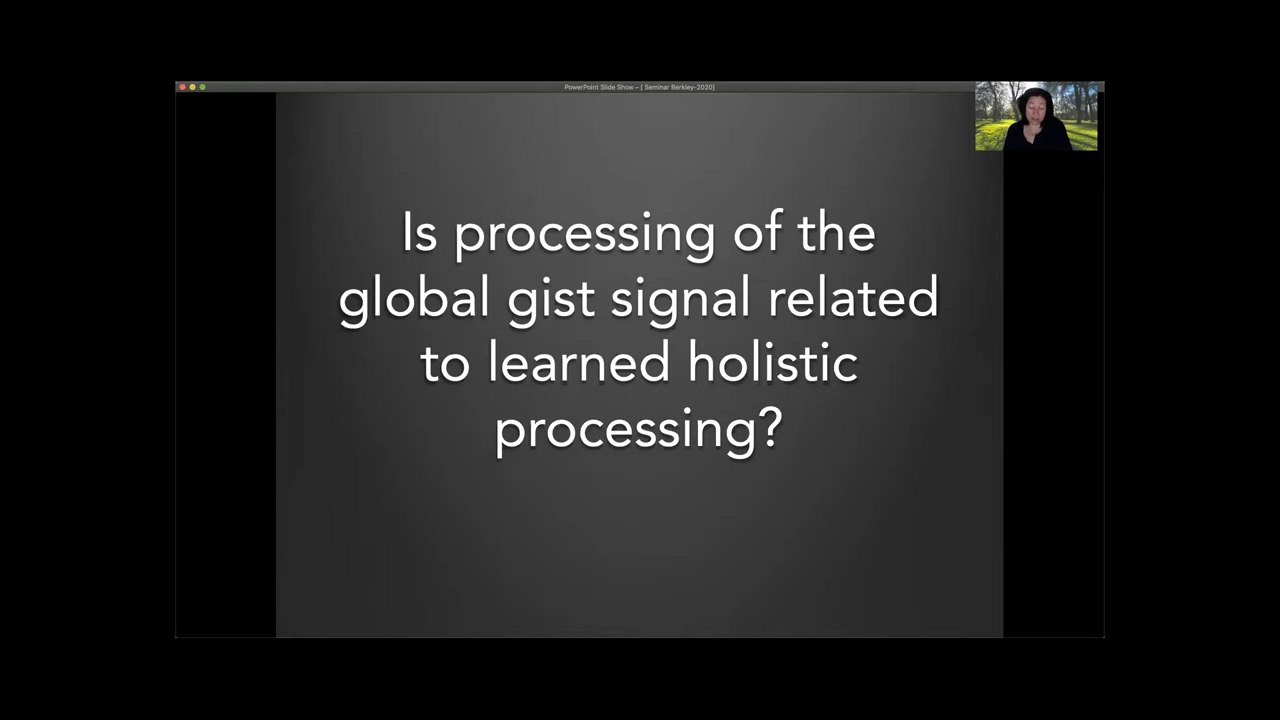 PowerPoint Slide Show - [ Seminar Berkley-2020]
Is processing of the
global gist signal related
to learned holistic
processing?